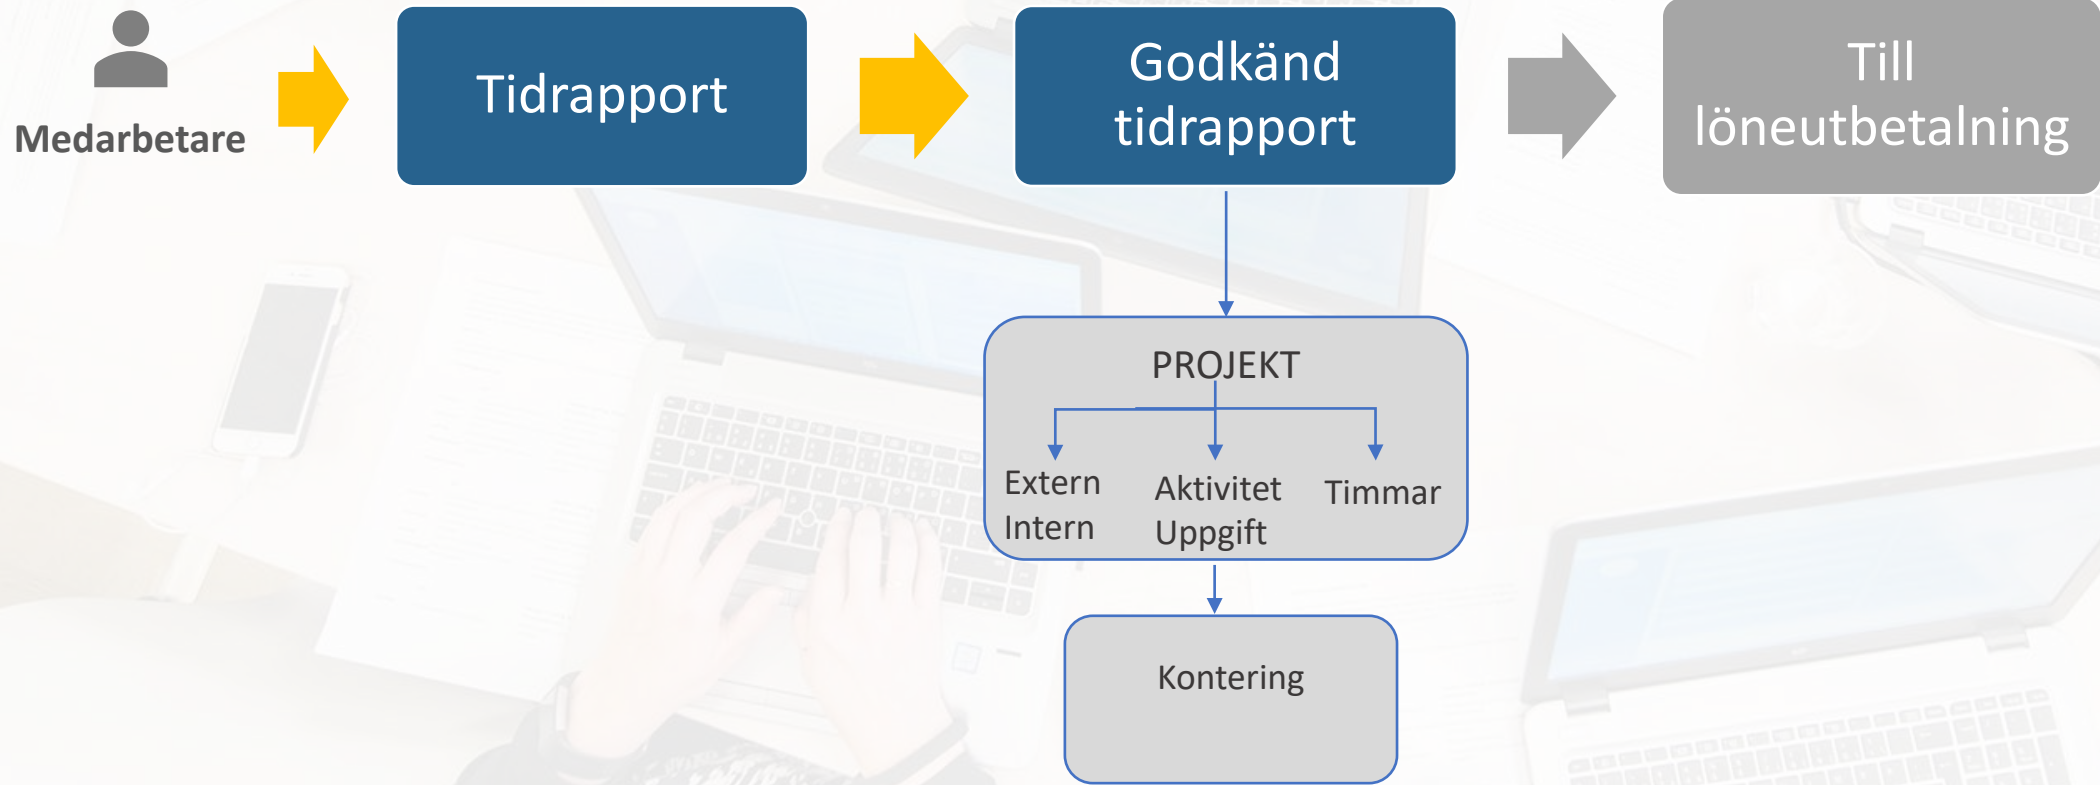 Medarbetare
Tidrapport
Godkänd
tidrapport
Till
löneutbetalning
PROJEKT
Extern
Intern
Aktivitet
Uppgift
Timmar
Kontering